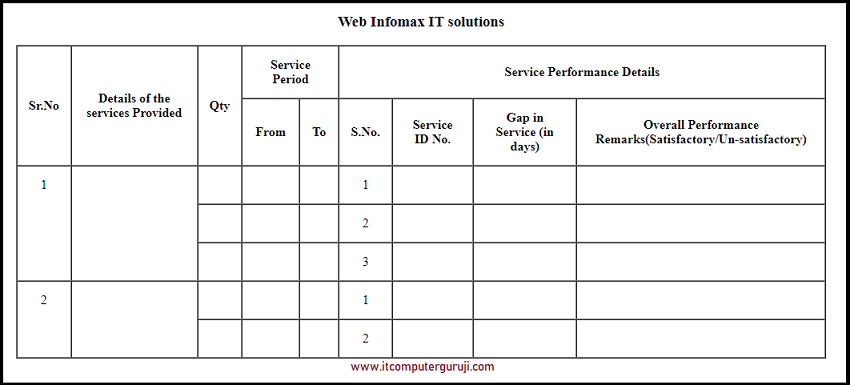 Web Infomax IT solutions
Sr.No
Details of the
services Provided
Qty
Service
Period
Service Performance Details
From
To
S.No.
Service
ID No.
Gap in
Service (in
days)
Overall Performance
Remarks(Satisfactory/Un-satisfactory)
1
1
2
3
2
1
2
www.itcomputerguruji.com